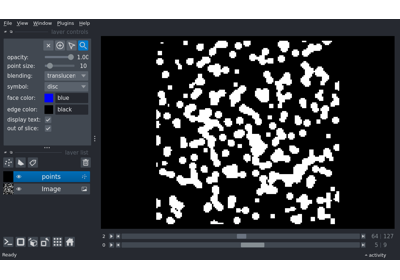 File View Window Plugins Help
layer controls
opacity: 1.00
point size: 10
blending: translucen
symbol: disc
face color: blue
edge color: black
display text:
out of slice:
layer list
points
Image
2 64 127
0 5 9
Ready activity